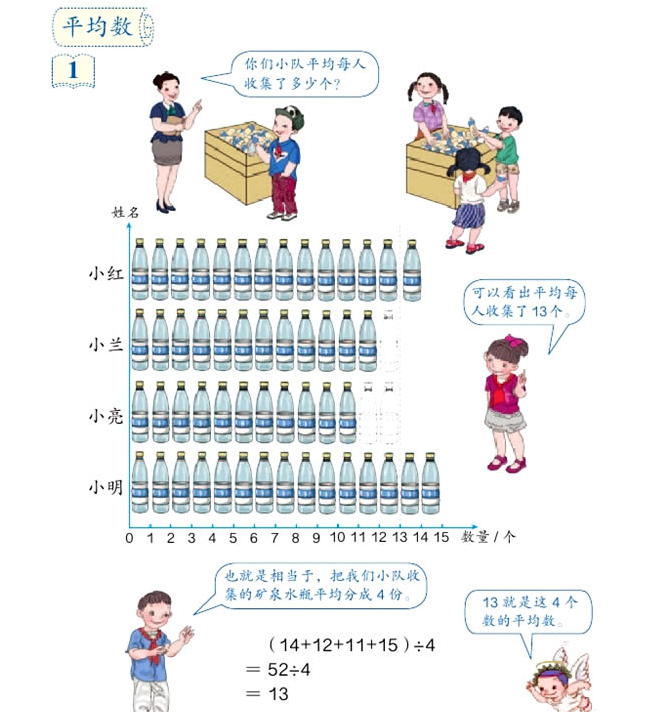 平均数
1
你们小队平均每人
收集了多少个？
姓名
小红
小兰
小亮
小明
可以看出平均每
人收集了13个。
0 1 2 3 4 5 6 7 8 9 10 11 12 13 14 15 数量/个
也就是相当于，把我们小队收
集的矿泉水瓶平均分成4份。
13就是这4个
数的平均数。
（14+12+11+15）÷4
＝ 52÷4
＝ 13